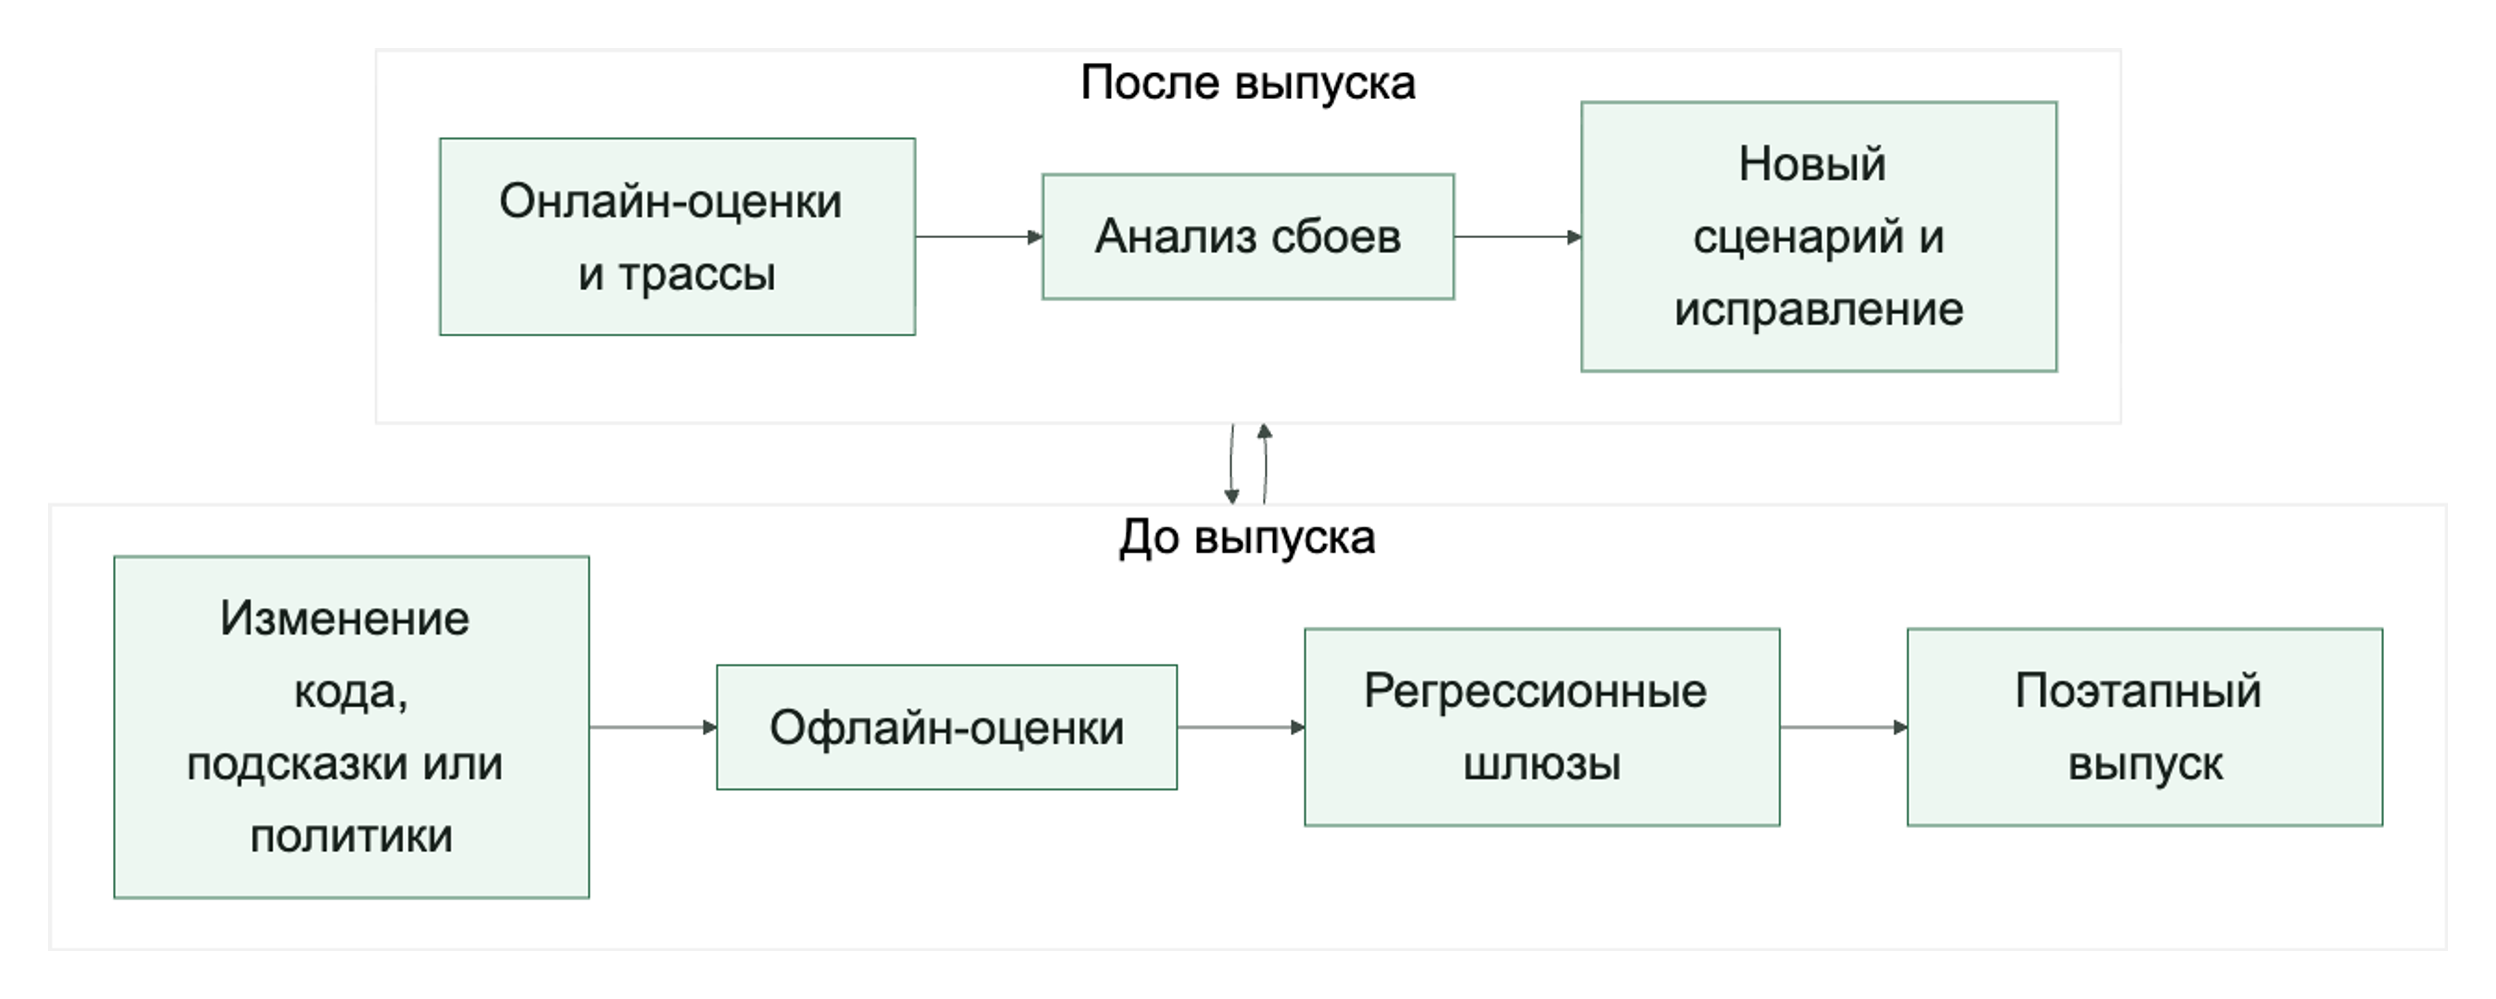 После выпуска
Онлайн-оценки
и трассы
Анализ сбоев
Новый
сценарий и
исправление
До выпуска
Изменение
кода,
подсказки или
политики
Офлайн-оценки
Регрессионные
шлюзы
Поэтапный
выпуск